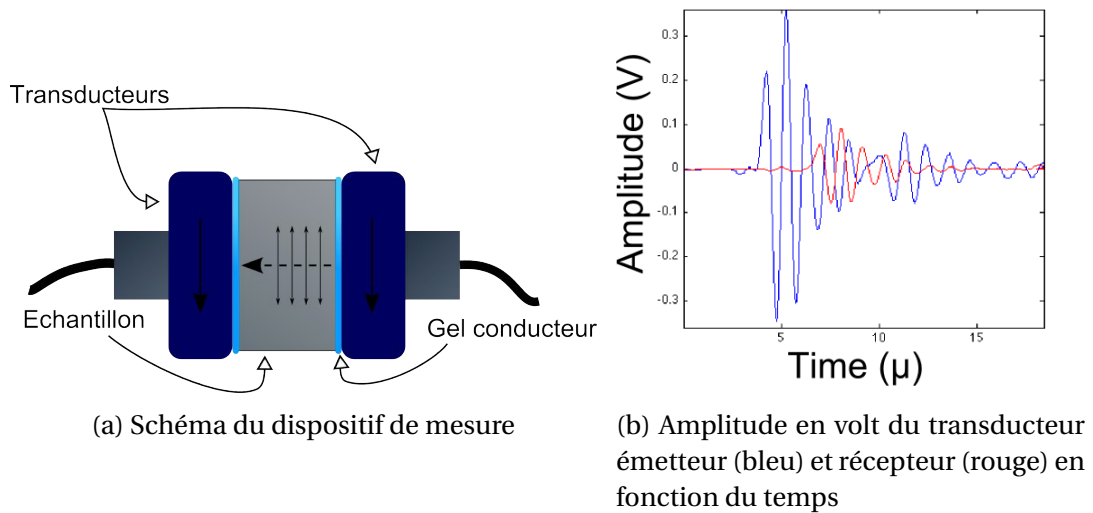 Transducteurs
Echantillon
Gel conducteur
(a) Schéma du dispositif de mesure
Amplitude (V)
0.3
0.2
0.1
0
-0.1
-0.3
5
10
15
Time (μ)
(b) Amplitude en volt du transducteur
émetteur (bleu) et récepteur (rouge) en
fonction du temps